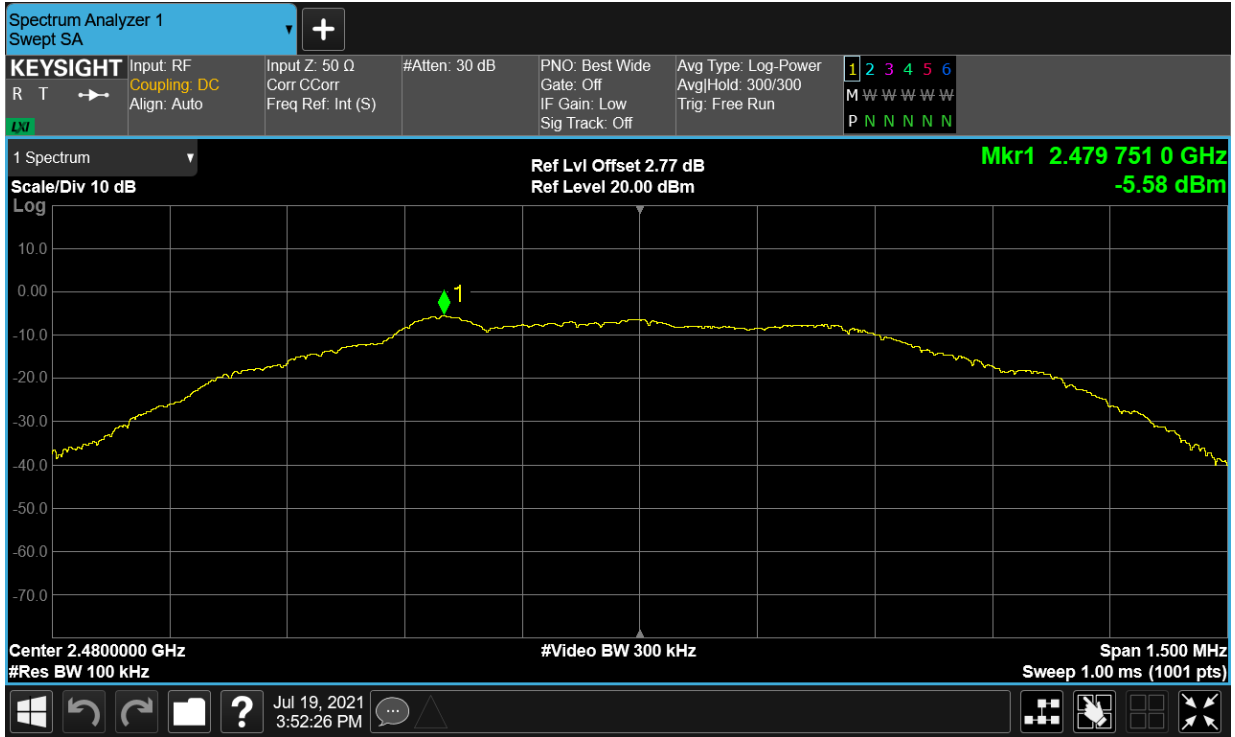 Spectrum Analyzer 1
Swept SA
KEYSIGHT
R T
LXI
Input: RF
Coupling: DC
Align: Auto
Input Z: 50 Ω
Corr CCorr
Freq Ref: Int (S)
#Atten: 30 dB
PNO: Best Wide
Gate: Off
IF Gain: Low
Sig Track: Off
Avg Type: Log-Power
Avg|Hold: 300/300
Trig: Free Run
1 2 3 4 5 6
M W W W W W
P N N N N N
1 Spectrum
Scale/Div 10 dB
Ref Lvl Offset 2.77 dB
Ref Level 20.00 dBm
Mkr1 2.479 751 0 GHz
-5.58 dBm
Log
10.0
0.00
-10.0
-20.0
-30.0
-40.0
-50.0
-60.0
-70.0
1
Center 2.4800000 GHz
#Res BW 100 kHz
#Video BW 300 kHz
Span 1.500 MHz
Sweep 1.00 ms (1001 pts)
?
Jul 19, 2021
3:52:26 PM